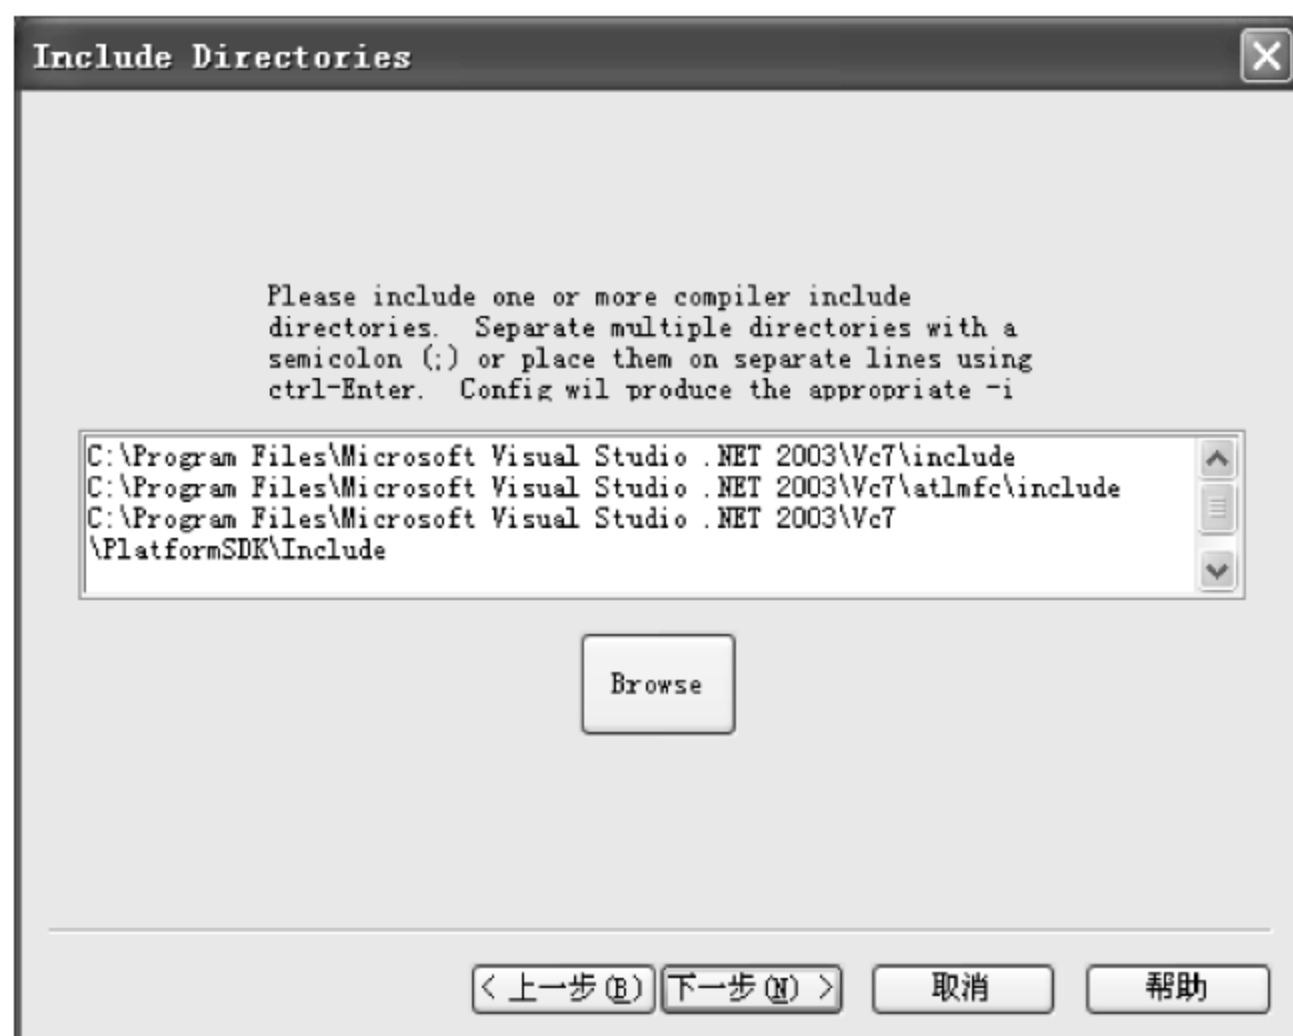 Include Directories
Please include one or more compiler include
directories.  Separate multiple directories with a
semicolon (;) or place them on separate lines using
ctrl-Enter.  Config wil produce the appropriate -i
C:\Program Files\Microsoft Visual Studio .NET 2003\Vc7\include
C:\Program Files\Microsoft Visual Studio .NET 2003\Vc7\atlmfc\include
C:\Program Files\Microsoft Visual Studio .NET 2003\Vc7
\PlatformSDK\Include
Browse
< 上一步(B) 下一步(N) > 取消 帮助